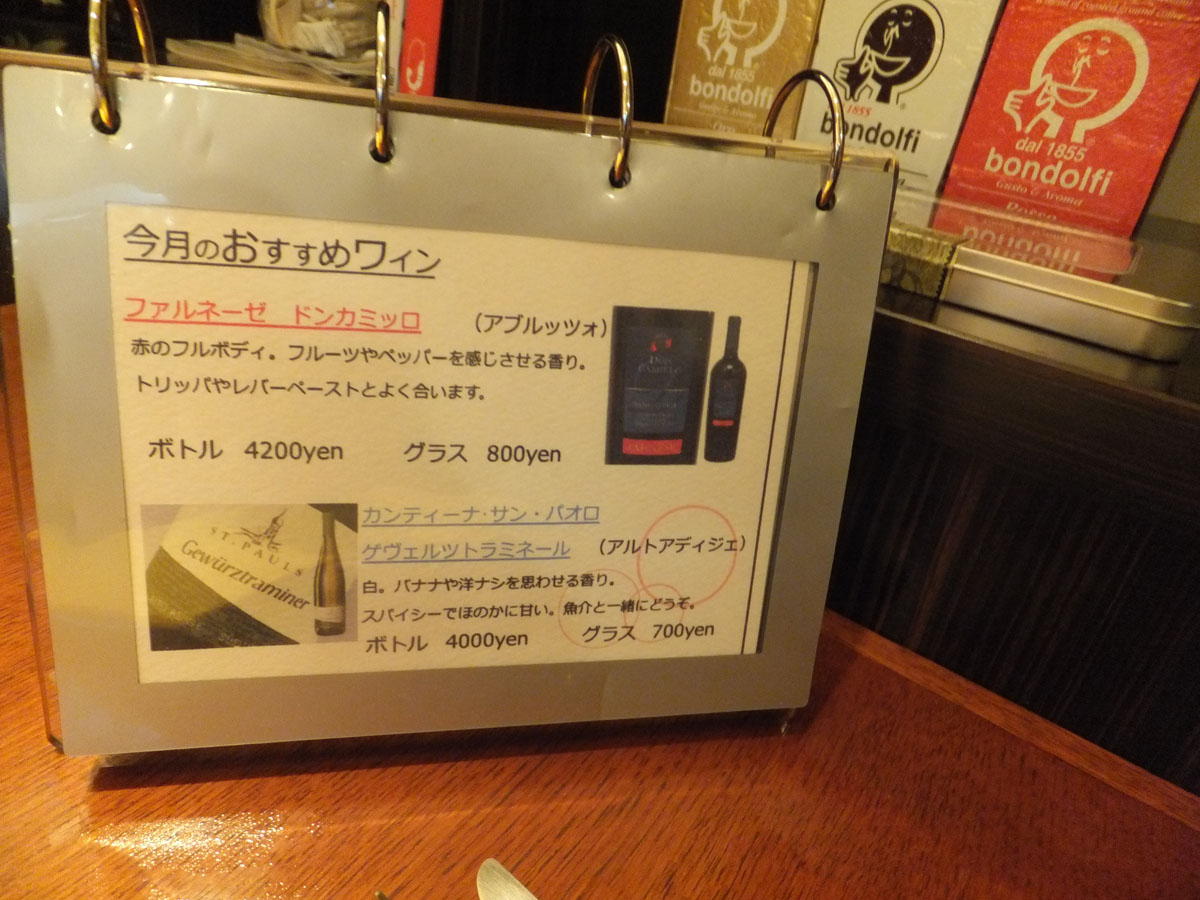 dal 1855
bondolfi
Oro
1855
bondolfi
dal 1855
bondolfi
Gusto & Aroma
Rosso
今月のおすすめワイン
ファルネーゼ　ドンカミッロ　（アブルッツォ）
赤のフルボディ。フルーツやペッパーを感じさせる香り。
トリッパやレバーペーストとよく合います。
DON
CAMILLO
ボトル　4200yen　グラス　800yen
ST. PAULS
Gewürztraminer
カンティーナ・サン・パオロ
ゲヴェルツトラミネール　（アルトアディジェ）
白。バナナや洋ナシを思わせる香り。
スパイシーでほのかに甘い。魚介と一緒にどうぞ。
ボトル　4000yen　グラス　700yen